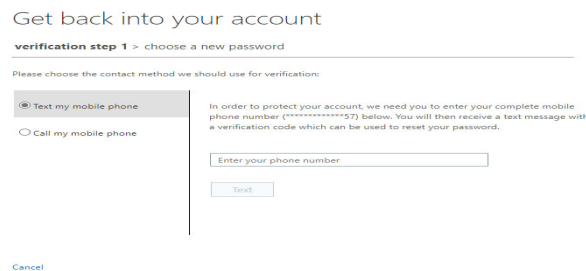 Get back into your account
verification step 1 > choose a new password
Please choose the contact method we should use for verification:
Text my mobile phone
Call my mobile phone
In order to protect your account, we need you to enter your complete mobile
phone number (*************57) below. You will then receive a text message with
a verification code which can be used to reset your password.
Enter your phone number
Text
Cancel